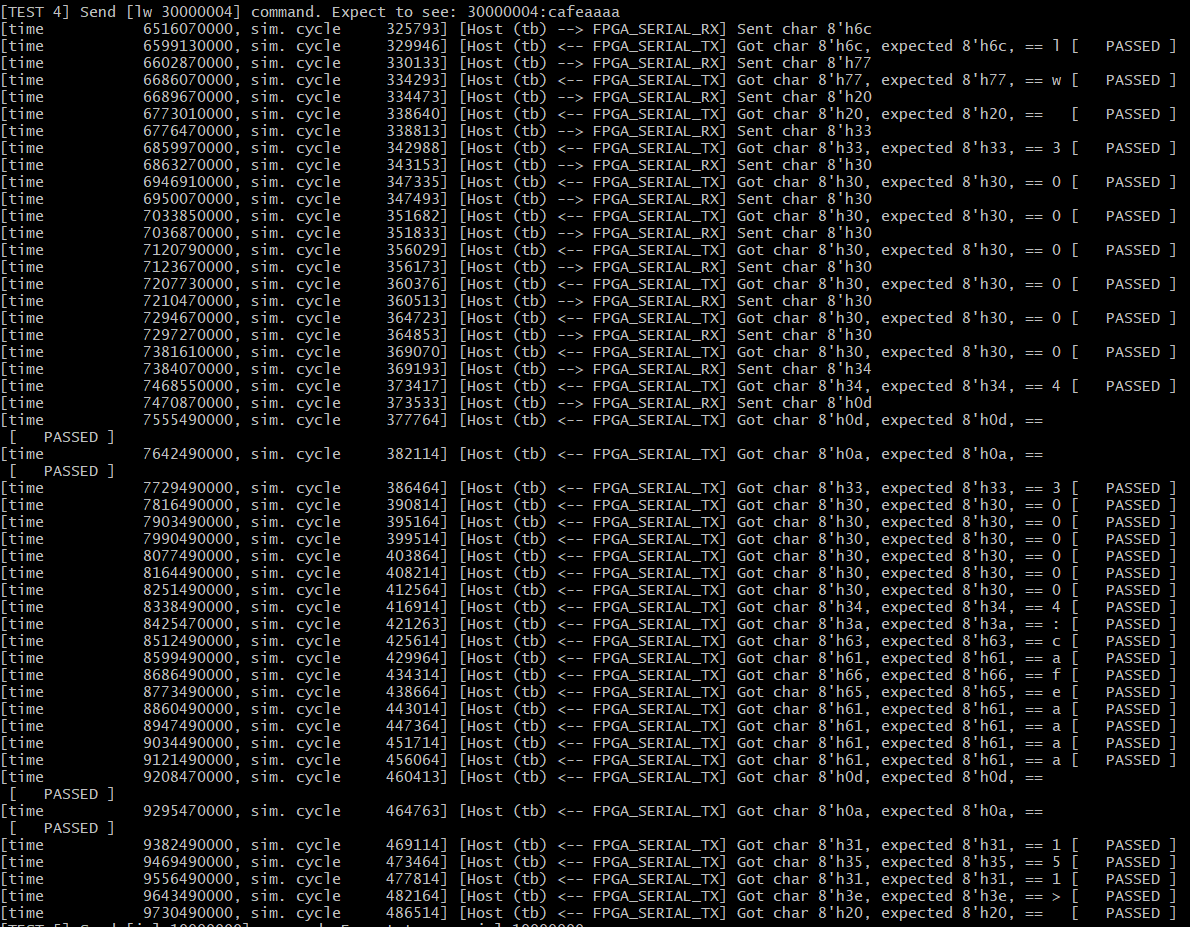 [TEST 4] Send [lw 30000004] command. Expect to see: 30000004:cafeaaaa
[time 6516070000, sim. cycle 325793] [Host (tb) --> FPGA_SERIAL_RX] Sent char 8'h6c
[time 6599130000, sim. cycle 329946] [Host (tb) <-- FPGA_SERIAL_TX] Got char 8'h6c, expected 8'h6c, == l [ PASSED ]
[time 6602870000, sim. cycle 330133] [Host (tb) --> FPGA_SERIAL_RX] Sent char 8'h77
[time 6686070000, sim. cycle 334293] [Host (tb) <-- FPGA_SERIAL_TX] Got char 8'h77, expected 8'h77, == w [ PASSED ]
[time 6689670000, sim. cycle 334473] [Host (tb) --> FPGA_SERIAL_RX] Sent char 8'h20
[time 6773010000, sim. cycle 338640] [Host (tb) <-- FPGA_SERIAL_TX] Got char 8'h20, expected 8'h20, == [ PASSED ]
[time 6776470000, sim. cycle 338813] [Host (tb) --> FPGA_SERIAL_RX] Sent char 8'h33
[time 6859970000, sim. cycle 342988] [Host (tb) <-- FPGA_SERIAL_TX] Got char 8'h33, expected 8'h33, == 3 [ PASSED ]
[time 6863270000, sim. cycle 343153] [Host (tb) --> FPGA_SERIAL_RX] Sent char 8'h30
[time 6946910000, sim. cycle 347335] [Host (tb) <-- FPGA_SERIAL_TX] Got char 8'h30, expected 8'h30, == 0 [ PASSED ]
[time 6950070000, sim. cycle 347493] [Host (tb) --> FPGA_SERIAL_RX] Sent char 8'h30
[time 7033850000, sim. cycle 351682] [Host (tb) <-- FPGA_SERIAL_TX] Got char 8'h30, expected 8'h30, == 0 [ PASSED ]
[time 7036870000, sim. cycle 351833] [Host (tb) --> FPGA_SERIAL_RX] Sent char 8'h30
[time 7120790000, sim. cycle 356029] [Host (tb) <-- FPGA_SERIAL_TX] Got char 8'h30, expected 8'h30, == 0 [ PASSED ]
[time 7123670000, sim. cycle 356173] [Host (tb) --> FPGA_SERIAL_RX] Sent char 8'h30
[time 7207730000, sim. cycle 360376] [Host (tb) <-- FPGA_SERIAL_TX] Got char 8'h30, expected 8'h30, == 0 [ PASSED ]
[time 7210470000, sim. cycle 360513] [Host (tb) --> FPGA_SERIAL_RX] Sent char 8'h30
[time 7294670000, sim. cycle 364723] [Host (tb) <-- FPGA_SERIAL_TX] Got char 8'h30, expected 8'h30, == 0 [ PASSED ]
[time 7297270000, sim. cycle 364853] [Host (tb) --> FPGA_SERIAL_RX] Sent char 8'h30
[time 7381610000, sim. cycle 369070] [Host (tb) <-- FPGA_SERIAL_TX] Got char 8'h30, expected 8'h30, == 0 [ PASSED ]
[time 7384070000, sim. cycle 369193] [Host (tb) --> FPGA_SERIAL_RX] Sent char 8'h34
[time 7468550000, sim. cycle 373417] [Host (tb) <-- FPGA_SERIAL_TX] Got char 8'h34, expected 8'h34, == 4 [ PASSED ]
[time 7470870000, sim. cycle 373533] [Host (tb) --> FPGA_SERIAL_RX] Sent char 8'h0d
[time 7555490000, sim. cycle 377764] [Host (tb) <-- FPGA_SERIAL_TX] Got char 8'h0d, expected 8'h0d, ==
[ PASSED ]
[time 7642490000, sim. cycle 382114] [Host (tb) <-- FPGA_SERIAL_TX] Got char 8'h0a, expected 8'h0a, ==
[ PASSED ]
[time 7729490000, sim. cycle 386464] [Host (tb) <-- FPGA_SERIAL_TX] Got char 8'h33, expected 8'h33, == 3 [ PASSED ]
[time 7816490000, sim. cycle 390814] [Host (tb) <-- FPGA_SERIAL_TX] Got char 8'h30, expected 8'h30, == 0 [ PASSED ]
[time 7903490000, sim. cycle 395164] [Host (tb) <-- FPGA_SERIAL_TX] Got char 8'h30, expected 8'h30, == 0 [ PASSED ]
[time 7990490000, sim. cycle 399514] [Host (tb) <-- FPGA_SERIAL_TX] Got char 8'h30, expected 8'h30, == 0 [ PASSED ]
[time 8077490000, sim. cycle 403864] [Host (tb) <-- FPGA_SERIAL_TX] Got char 8'h30, expected 8'h30, == 0 [ PASSED ]
[time 8164490000, sim. cycle 408214] [Host (tb) <-- FPGA_SERIAL_TX] Got char 8'h30, expected 8'h30, == 0 [ PASSED ]
[time 8251490000, sim. cycle 412564] [Host (tb) <-- FPGA_SERIAL_TX] Got char 8'h30, expected 8'h30, == 0 [ PASSED ]
[time 8338490000, sim. cycle 416914] [Host (tb) <-- FPGA_SERIAL_TX] Got char 8'h34, expected 8'h34, == 4 [ PASSED ]
[time 8425470000, sim. cycle 421263] [Host (tb) <-- FPGA_SERIAL_TX] Got char 8'h3a, expected 8'h3a, == : [ PASSED ]
[time 8512490000, sim. cycle 425614] [Host (tb) <-- FPGA_SERIAL_TX] Got char 8'h63, expected 8'h63, == c [ PASSED ]
[time 8599490000, sim. cycle 429964] [Host (tb) <-- FPGA_SERIAL_TX] Got char 8'h61, expected 8'h61, == a [ PASSED ]
[time 8686490000, sim. cycle 434314] [Host (tb) <-- FPGA_SERIAL_TX] Got char 8'h66, expected 8'h66, == f [ PASSED ]
[time 8773490000, sim. cycle 438664] [Host (tb) <-- FPGA_SERIAL_TX] Got char 8'h65, expected 8'h65, == e [ PASSED ]
[time 8860490000, sim. cycle 443014] [Host (tb) <-- FPGA_SERIAL_TX] Got char 8'h61, expected 8'h61, == a [ PASSED ]
[time 8947490000, sim. cycle 447364] [Host (tb) <-- FPGA_SERIAL_TX] Got char 8'h61, expected 8'h61, == a [ PASSED ]
[time 9034490000, sim. cycle 451714] [Host (tb) <-- FPGA_SERIAL_TX] Got char 8'h61, expected 8'h61, == a [ PASSED ]
[time 9121490000, sim. cycle 456064] [Host (tb) <-- FPGA_SERIAL_TX] Got char 8'h61, expected 8'h61, == a [ PASSED ]
[time 9208470000, sim. cycle 460413] [Host (tb) <-- FPGA_SERIAL_TX] Got char 8'h0d, expected 8'h0d, ==
[ PASSED ]
[time 9295470000, sim. cycle 464763] [Host (tb) <-- FPGA_SERIAL_TX] Got char 8'h0a, expected 8'h0a, ==
[ PASSED ]
[time 9382490000, sim. cycle 469114] [Host (tb) <-- FPGA_SERIAL_TX] Got char 8'h31, expected 8'h31, == 1 [ PASSED ]
[time 9469490000, sim. cycle 473464] [Host (tb) <-- FPGA_SERIAL_TX] Got char 8'h35, expected 8'h35, == 5 [ PASSED ]
[time 9556490000, sim. cycle 477814] [Host (tb) <-- FPGA_SERIAL_TX] Got char 8'h31, expected 8'h31, == 1 [ PASSED ]
[time 9643490000, sim. cycle 482164] [Host (tb) <-- FPGA_SERIAL_TX] Got char 8'h3e, expected 8'h3e, == > [ PASSED ]
[time 9730490000, sim. cycle 486514] [Host (tb) <-- FPGA_SERIAL_TX] Got char 8'h20, expected 8'h20, == [ PASSED ]